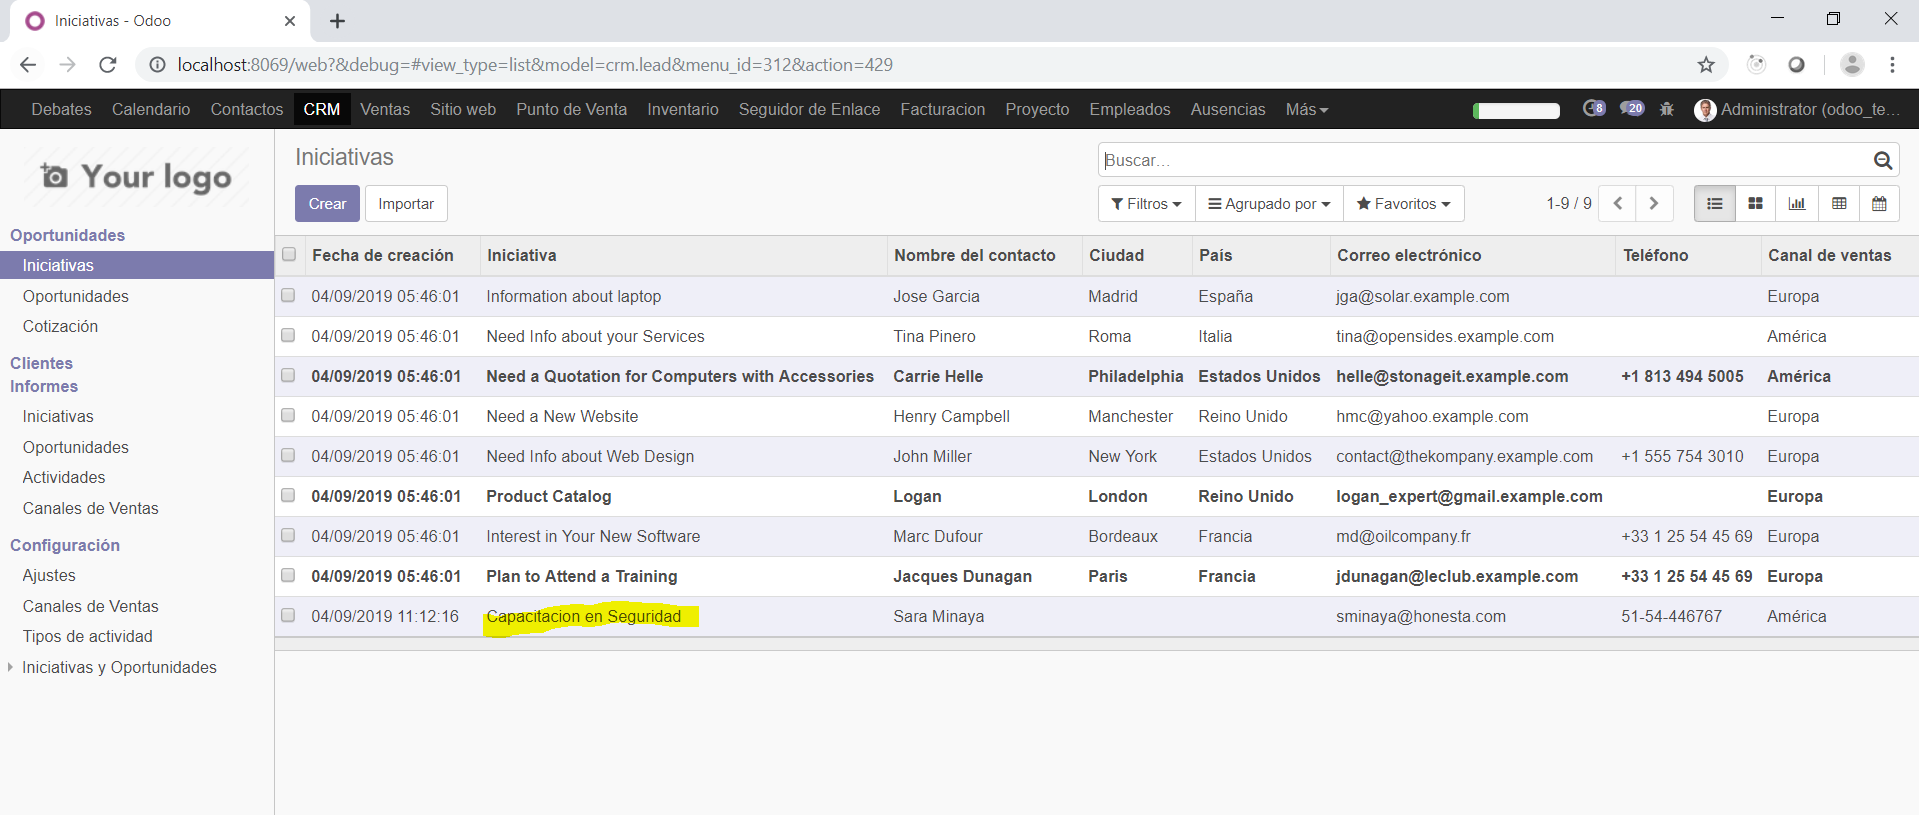 Iniciativas - Odoo
localhost:8069/web?&debug=#view_type=list&model=crm.lead&menu_id=312&action=429
Debates Calendario Contactos CRM Ventas Sitio web Punto de Venta Inventario Seguidor de Enlace Facturacion Proyecto Empleados Ausencias Más 8 20 Administrator (odoo_te...
Your logo
Oportunidades
Iniciativas
Oportunidades
Cotización
Clientes
Informes
Iniciativas
Oportunidades
Actividades
Canales de Ventas
Configuración
Ajustes
Canales de Ventas
Tipos de actividad
Iniciativas y Oportunidades
Iniciativas
Buscar...
Crear Importar
Filtros Agrupado por Favoritos 1-9 / 9
Fecha de creación Iniciativa Nombre del contacto Ciudad País Correo electrónico Teléfono Canal de ventas
04/09/2019 05:46:01 Information about laptop Jose Garcia Madrid España jga@solar.example.com Europa
04/09/2019 05:46:01 Need Info about your Services Tina Pinero Roma Italia tina@opensides.example.com América
04/09/2019 05:46:01 Need a Quotation for Computers with Accessories Carrie Helle Philadelphia Estados Unidos helle@stonageit.example.com +1 813 494 5005 América
04/09/2019 05:46:01 Need a New Website Henry Campbell Manchester Reino Unido hmc@yahoo.example.com Europa
04/09/2019 05:46:01 Need Info about Web Design John Miller New York Estados Unidos contact@thekompany.example.com +1 555 754 3010 Europa
04/09/2019 05:46:01 Product Catalog Logan London Reino Unido logan_expert@gmail.example.com Europa
04/09/2019 05:46:01 Interest in Your New Software Marc Dufour Bordeaux Francia md@oilcompany.fr +33 1 25 54 45 69 Europa
04/09/2019 05:46:01 Plan to Attend a Training Jacques Dunagan Paris Francia jdunagan@leclub.example.com +33 1 25 54 45 69 Europa
04/09/2019 11:12:16 Capacitacion en Seguridad Sara Minaya sminaya@honesta.com 51-54-446767 América